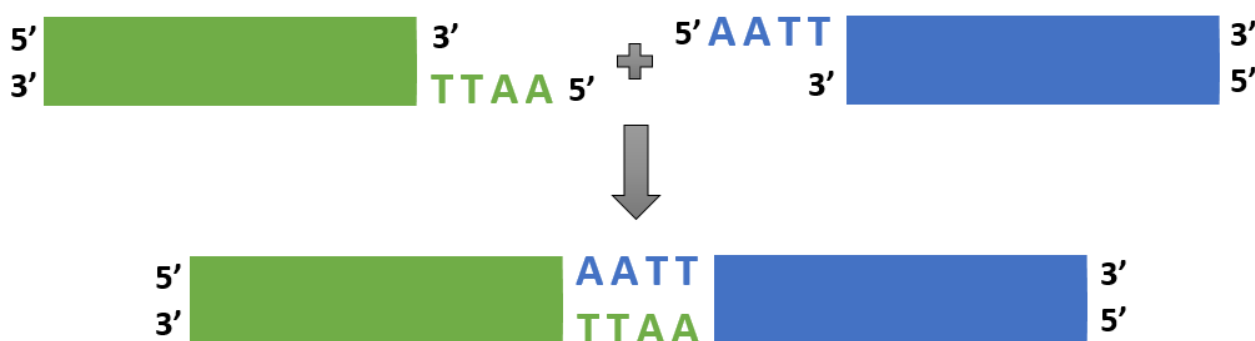 5’ 3’ 5’ AATT 3’
3’ TTAA 5’ 3’ 5’
5’ AATT 3’
3’ TTAA 5’